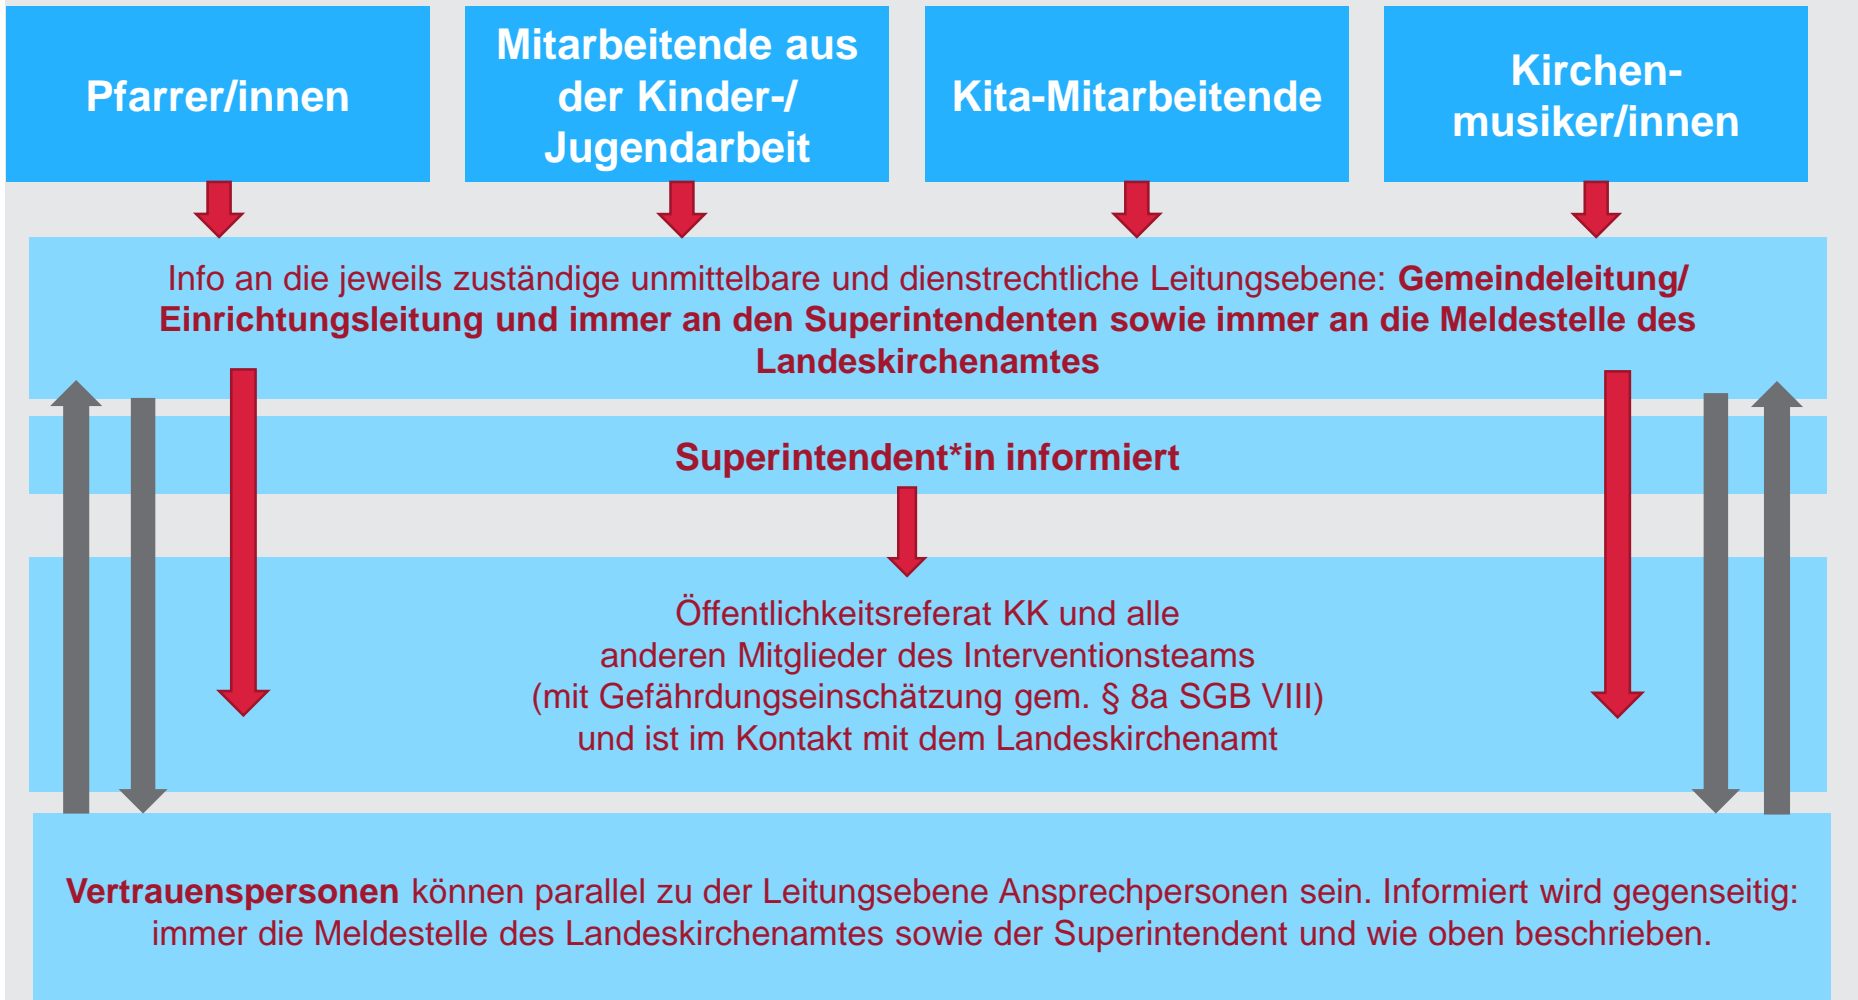 Pfarrer/innen
Mitarbeitende aus
der Kinder-/
Jugendarbeit
Kita-Mitarbeitende
Kirchen-
musiker/innen
Info an die jeweils zuständige unmittelbare und dienstrechtliche Leitungsebene: Gemeindeleitung/
Einrichtungsleitung und immer an den Superintendenten sowie immer an die Meldestelle des
Landeskirchenamtes
Superintendent*in informiert
Öffentlichkeitsreferat KK und alle
anderen Mitglieder des Interventionsteams
(mit Gefährdungseinschätzung gem. § 8a SGB VIII)
und ist im Kontakt mit dem Landeskirchenamt
Vertrauenspersonen können parallel zu der Leitungsebene Ansprechpersonen sein. Informiert wird gegenseitig:
immer die Meldestelle des Landeskirchenamtes sowie der Superintendent und wie oben beschrieben.